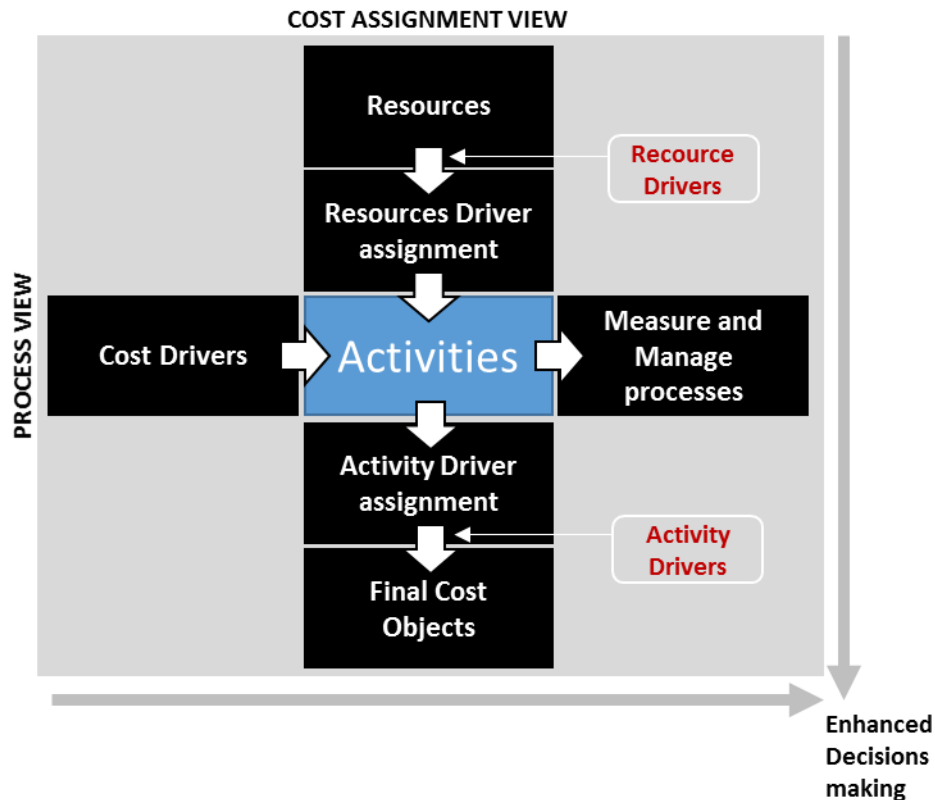 COST ASSIGNMENT VIEW
Resources
Recource
Drivers
Resources Driver
assignment
PROCESS VIEW
Cost Drivers
Activities
Measure and
Manage
processes
Activity Driver
assignment
Activity
Drivers
Final Cost
Objects
Enhanced
Decisions
making